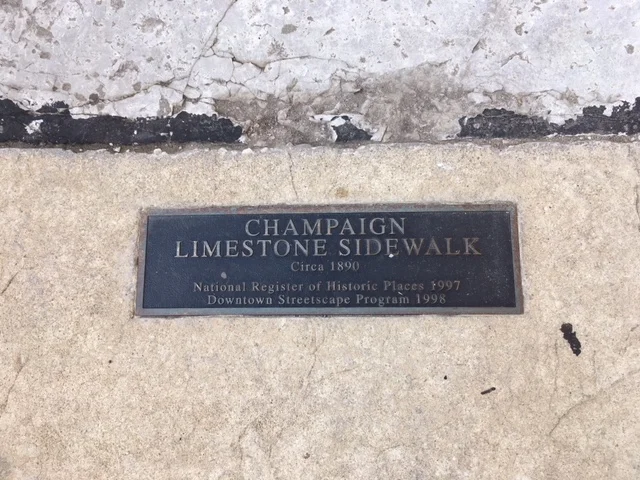 CHAMPAIGN
LIMESTONE SIDEWALK
Circa 1890
National Register of Historic Places 1997
Downtown Streetscape Program 1998